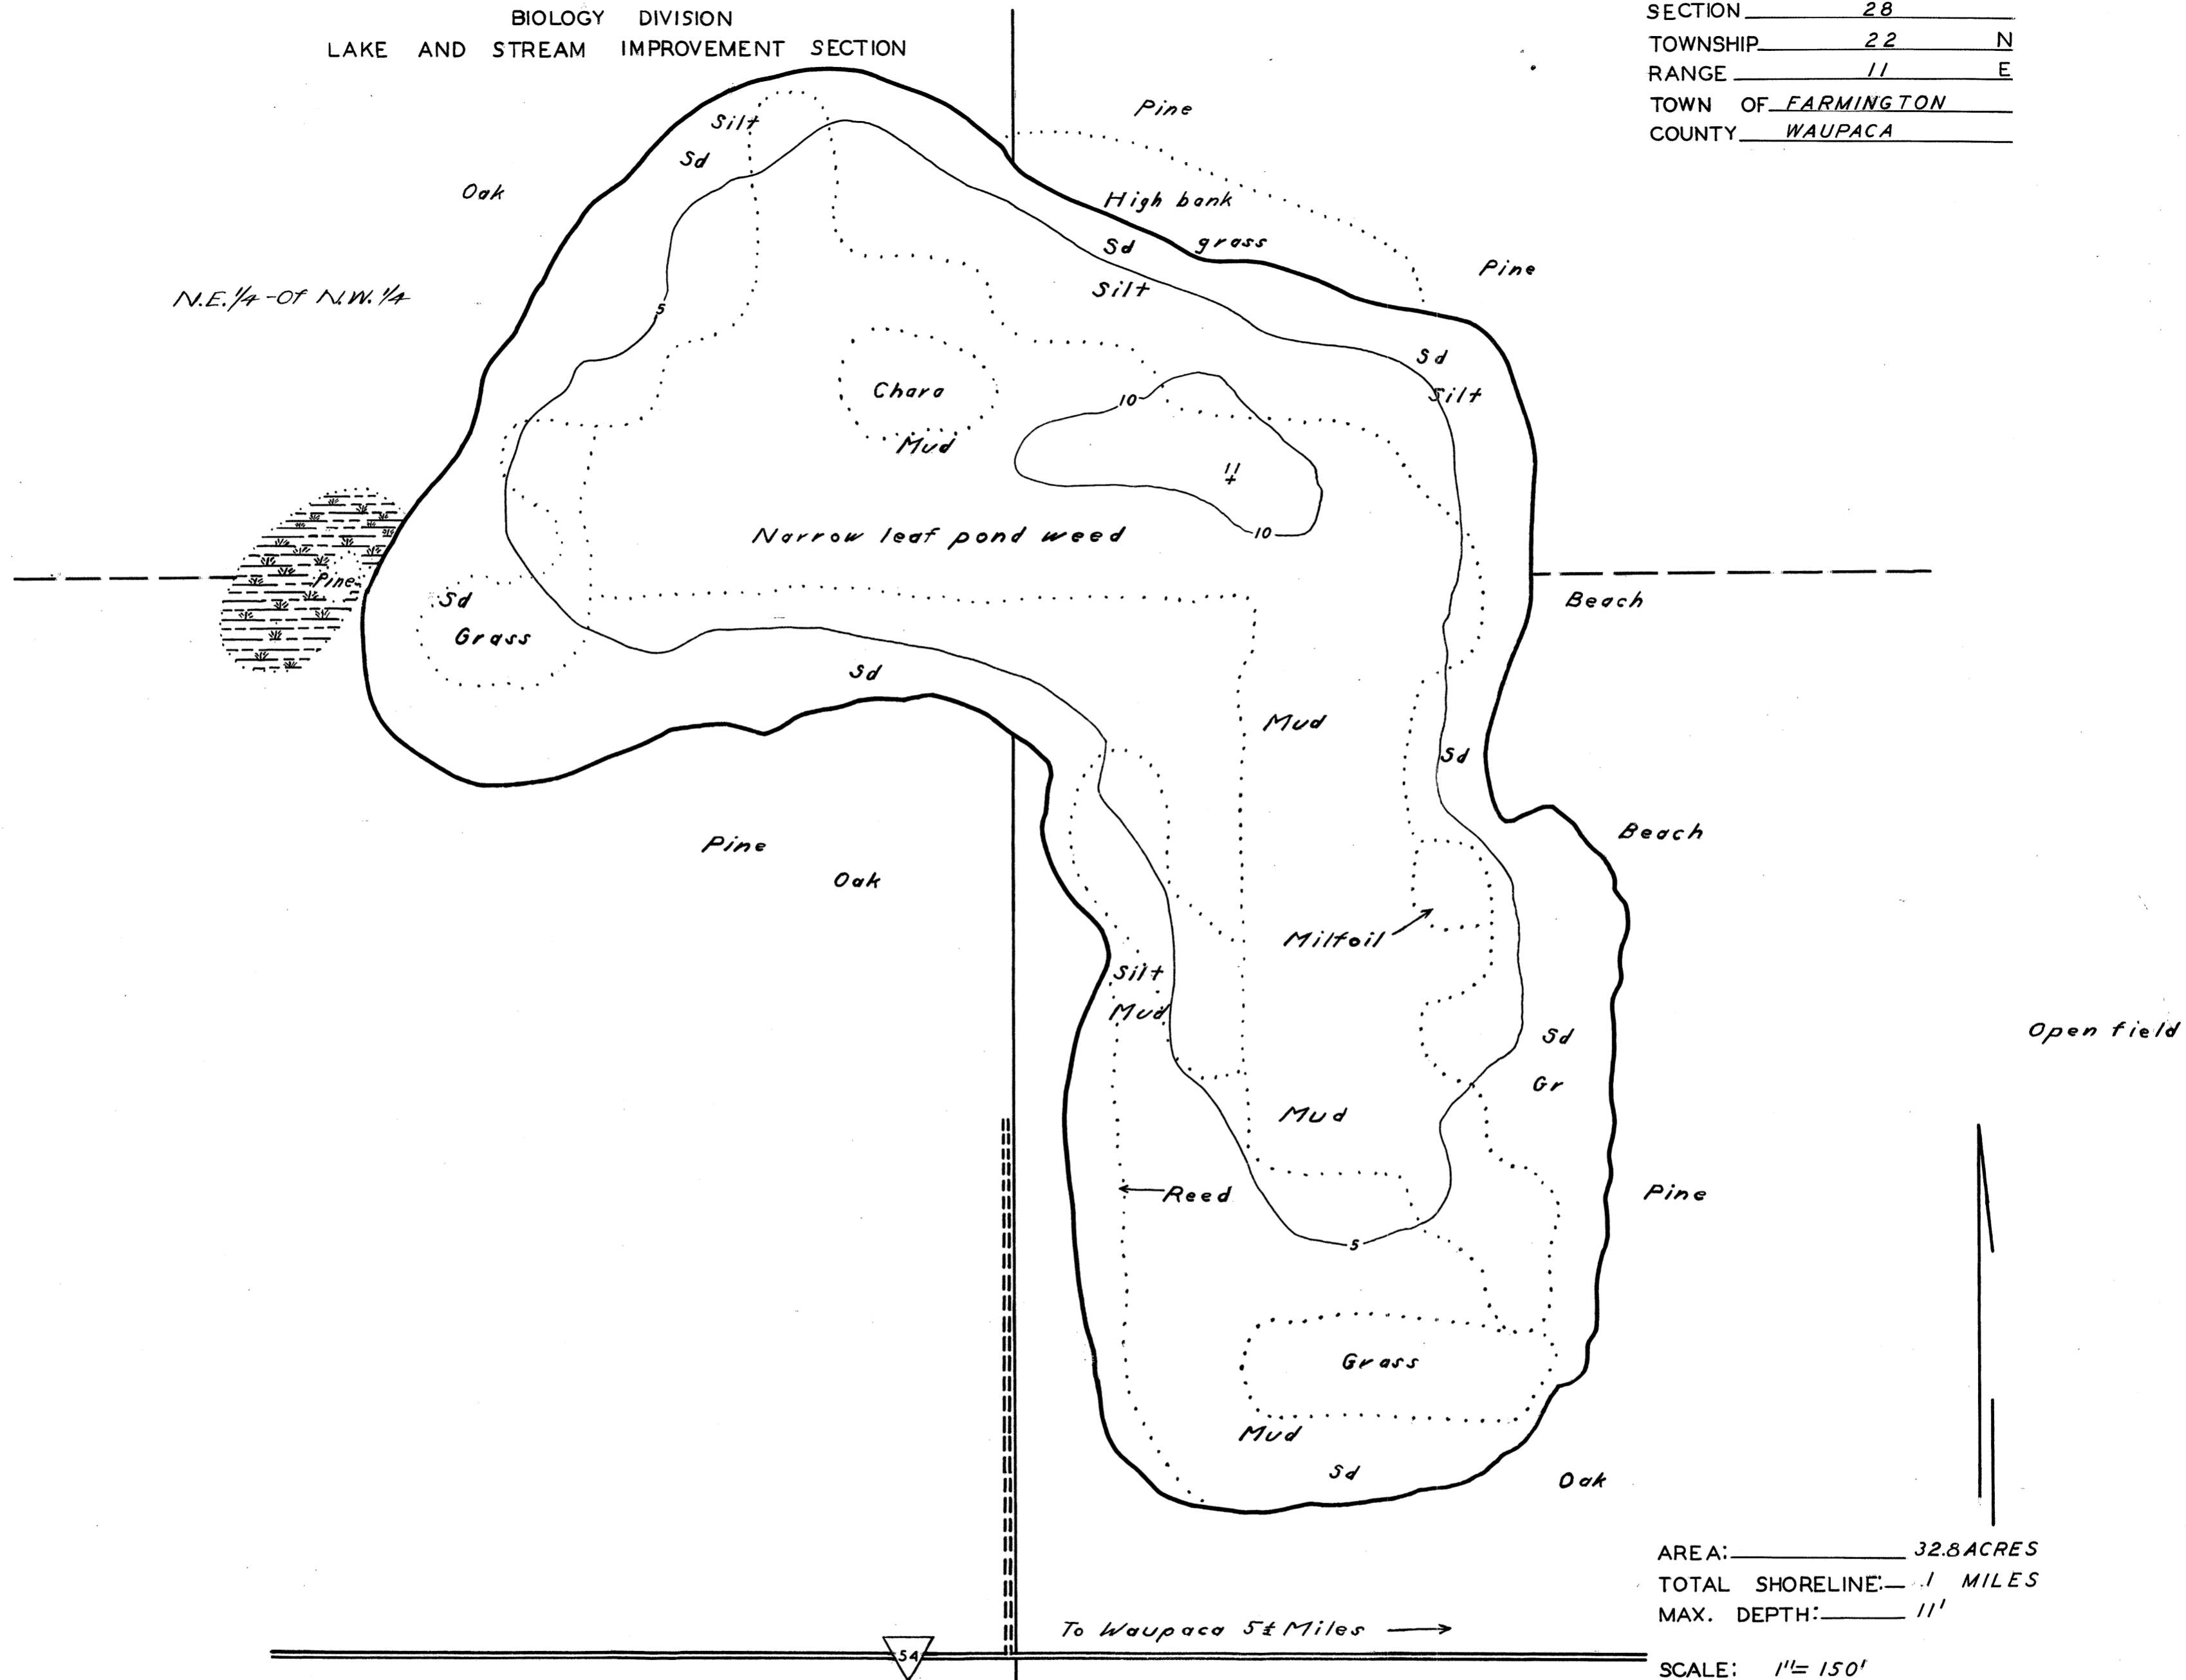 BIOLOGY DIVISION
LAKE AND STREAM IMPROVEMENT SECTION
SECTION 28
TOWNSHIP 22 N
RANGE 11 E
TOWN OF FARMINGTON
COUNTY WAUPACA
Pine
Silt
Sd
Oak
High bank
grass
Sd
Pine
Silt
N.E. 1/4 - Of N.W. 1/4
5
Sd
Silt
Chara
10
Mud
11
+
Narrow leaf pond weed
10
Pine
Sd
Beach
Grass
Sd
Mud
Sd
Beach
Pine
Oak
Milfoil
Silt
Mud
Sd
Open field
Gr
Mud
Reed
Pine
5
Grass
Mud
Sd
Oak
AREA: 32.8 ACRES
TOTAL SHORELINE: .1 MILES
MAX. DEPTH: 11'
To Waupaca 5± Miles
54
SCALE: 1"= 150'